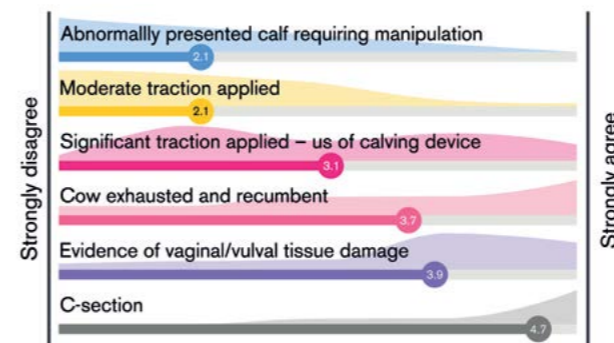 Abnormallly presented calf requiring manipulation
2.1
Moderate traction applied
2.1
Significant traction applied – us of calving device
3.1
Cow exhausted and recumbent
3.7
Evidence of vaginal/vulval tissue damage
3.9
C-section
4.7
Strongly disagree
Strongly agree